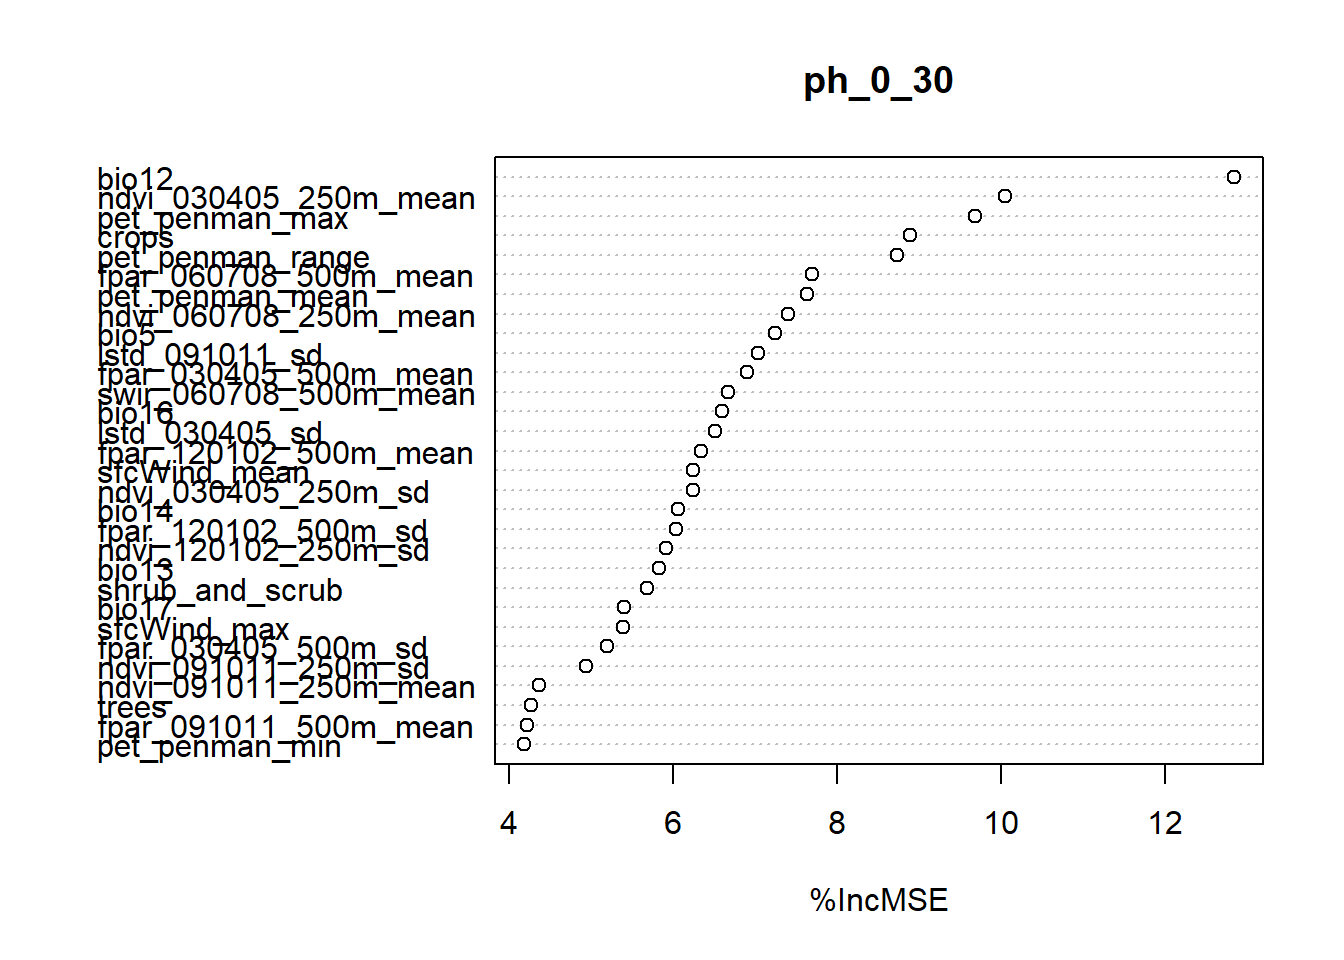 ph_0_30
bio12
ndvi_030405_250m_mean
pet_penman_max
crops
pet_penman_range
fpar_060708_500m_mean
pet_penman_mean
ndvi_060708_250m_mean
bio5
lstd_091011_sd
fpar_030405_500m_mean
swir_060708_500m_mean
bio16
lstd_030405_sd
fpar_120102_500m_mean
sfcWind_mean
ndvi_030405_250m_sd
bio14
fpar_120102_500m_sd
ndvi_120102_250m_sd
bio13
shrub_and_scrub
bio17
sfcWind_max
fpar_030405_500m_sd
ndvi_091011_250m_sd
ndvi_091011_250m_mean
trees
fpar_091011_500m_mean
pet_penman_min
4 6 8 10 12
%IncMSE